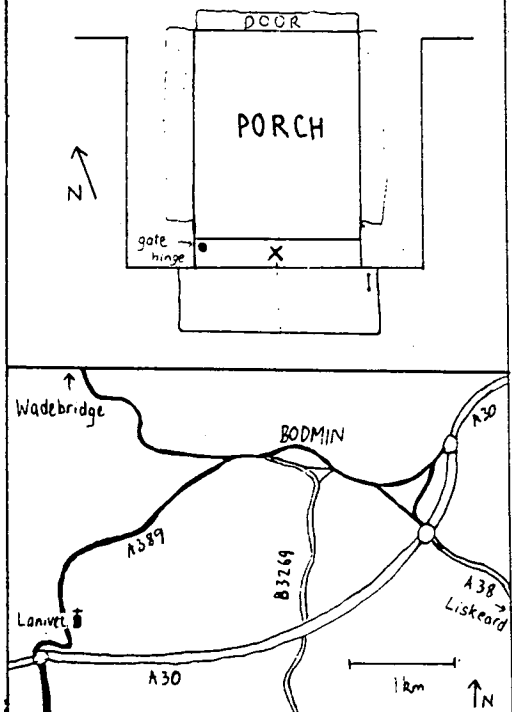 DOOR
PORCH
N
gate
hinge
X
Wadebridge
BODMIN
A30
A389
B3269
A38
Liskeard
Lanivet
A30
1km
N